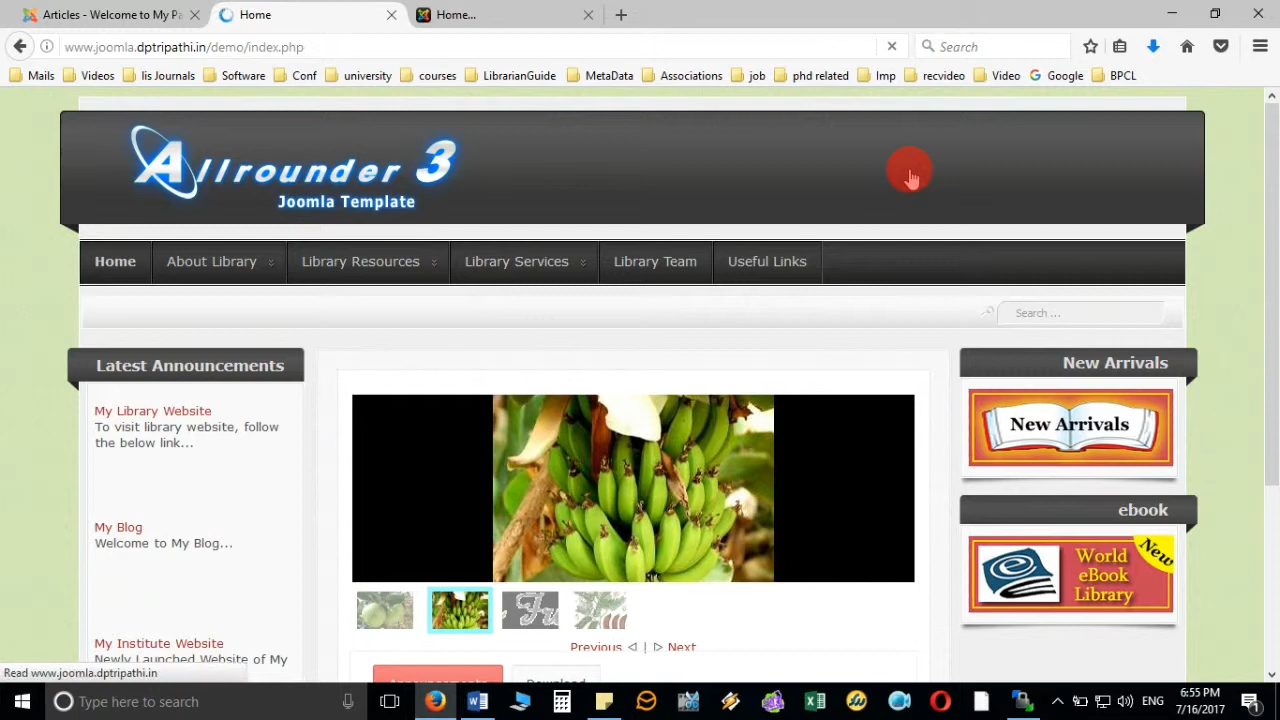 Articles - Welcome to My Pa
Home
Home...
www.joomla.dptripathi.in/demo/index.php
Search
Mails
Videos
lis Journals
Software
Conf
university
courses
LibrarianGuide
MetaData
Associations
job
phd related
Imp
recvideo
Video
Google
BPCL
Allrounder 3
Joomla Template
Home
About Library
Library Resources
Library Services
Library Team
Useful Links
Search ...
Latest Announcements
My Library Website
To visit library website, follow
the below link...
My Blog
Welcome to My Blog...
My Institute Website
Newly Launched Website of My
Previous
|
Next
Announcements
Download
New Arrivals
New Arrivals
ebook
World
eBook
Library
New
Read www.joomla.dptripathi.in
Type here to search
ENG
6:55 PM
7/16/2017